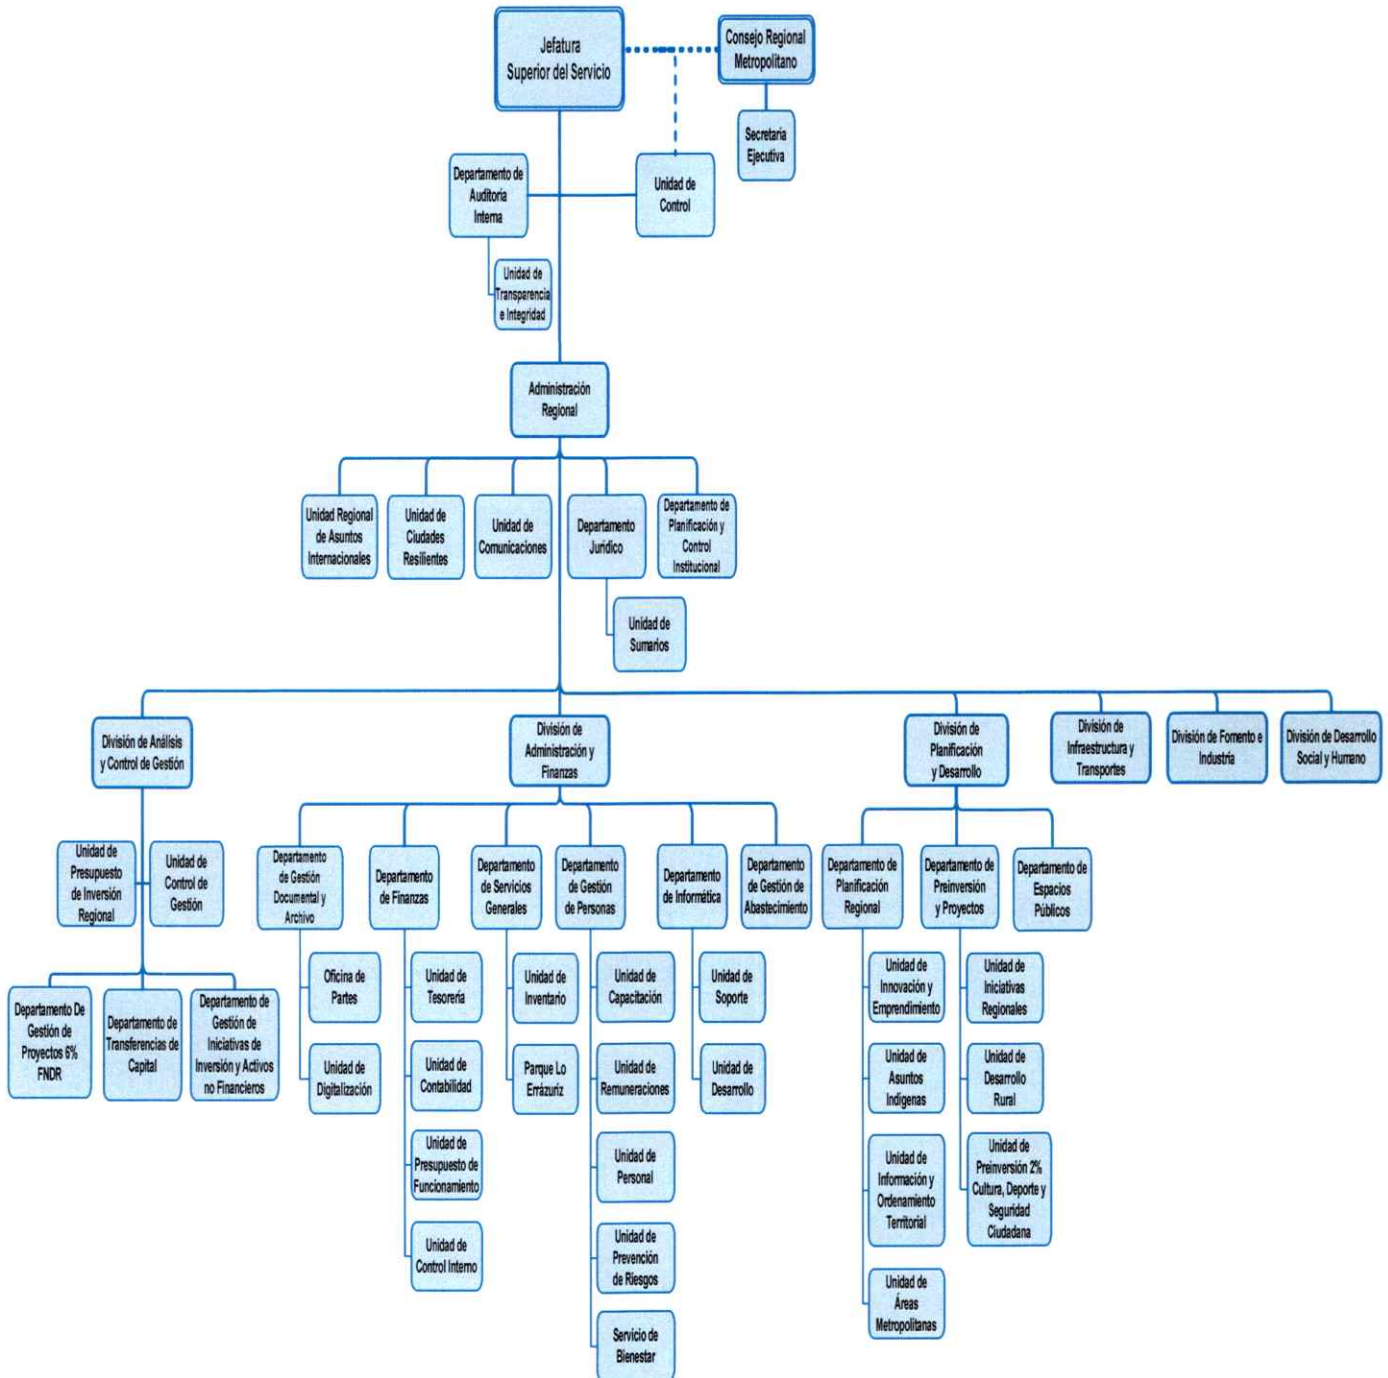 Jefatura
Superior del Servicio
Consejo Regional
Metropolitano
Secretaria
Ejecutiva
Departamento de
Auditoría
Interna
Unidad de
Control
Unidad de
Transparencia
e Integridad
Administración
Regional
Unidad Regional
de Asuntos
Internacionales
Unidad de
Ciudades
Resilientes
Unidad de
Comunicaciones
Departamento
Jurídico
Departamento de
Planificación y
Control
Institucional
Unidad de
Sumarios
División de Análisis
y Control de Gestión
División de
Administración y
Finanzas
División de
Planificación
y Desarrollo
División de
Infraestructura y
Transportes
División de Fomento e
Industria
División de Desarrollo
Social y Humano
Unidad de
Presupuesto
de Inversión
Regional
Unidad de
Control de
Gestión
Departamento
de Gestión
Documental y
Archivo
Departamento
de Finanzas
Departamento
de Servicios
Generales
Departamento
de Gestión
de Personas
Departamento
de Informática
Departamento
de Gestión de
Abastecimiento
Departamento de
Planificación
Regional
Departamento de
Preinversión
y Proyectos
Departamento de
Espacios
Públicos
Departamento De
Gestión de
Proyectos 6%
FNDR
Departamento de
Transferencias de
Capital
Departamento de
Gestión de
Iniciativas de
Inversión y Activos
no Financieros
Oficina de
Partes
Unidad de
Digitalización
Unidad de
Tesorería
Unidad de
Contabilidad
Unidad de
Presupuesto de
Funcionamiento
Unidad de
Control Interno
Unidad de
Inventario
Parque Lo
Errázuriz
Unidad de
Capacitación
Unidad de
Remuneraciones
Unidad de
Personal
Unidad de
Prevención
de Riesgos
Servicio de
Bienestar
Unidad de
Soporte
Unidad de
Desarrollo
Unidad de
Innovación y
Emprendimiento
Unidad de
Asuntos
Indígenas
Unidad de
Información y
Ordenamiento
Territorial
Unidad de
Áreas
Metropolitanas
Unidad de
Iniciativas
Regionales
Unidad de
Desarrollo
Rural
Unidad de
Preinversión 2%
Cultura, Deporte y
Seguridad
Ciudadana